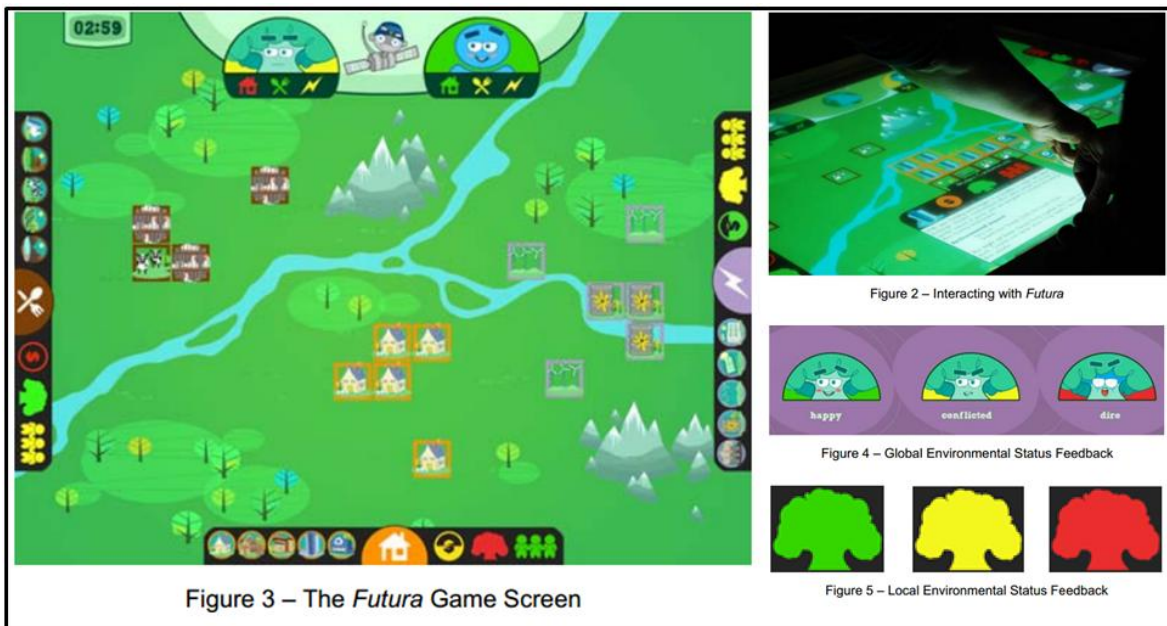 02:59
Figure 3 – The Futura Game Screen
Figure 2 – Interacting with Futura
happy
conflicted
dire
Figure 4 – Global Environmental Status Feedback
Figure 5 – Local Environmental Status Feedback